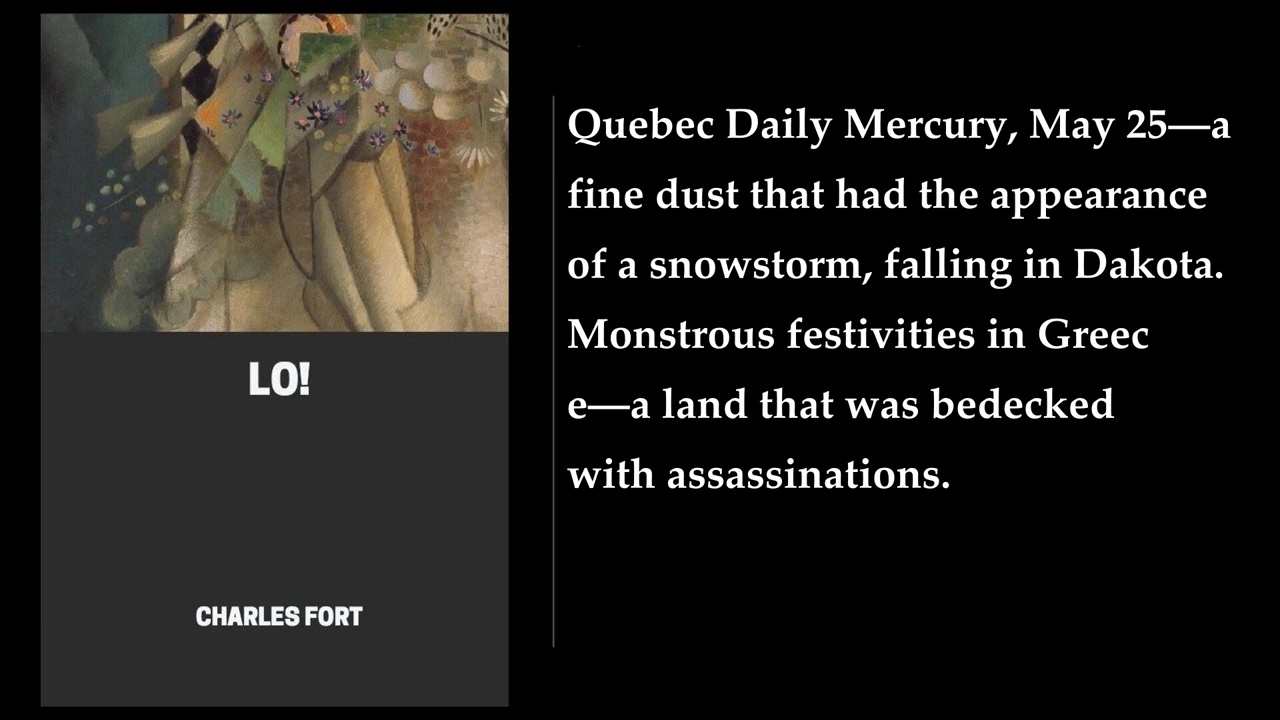 LO!
CHARLES FORT
Quebec Daily Mercury, May 25—a
fine dust that had the appearance
of a snowstorm, falling in Dakota.
Monstrous festivities in Greec
e—a land that was bedecked
with assassinations.